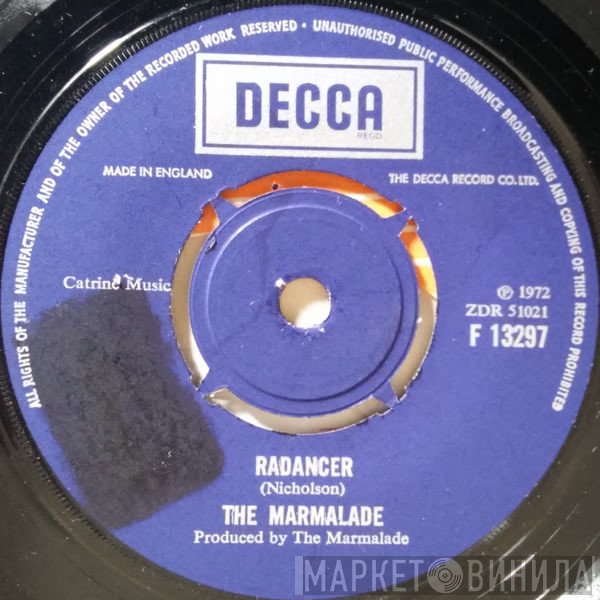 ALL RIGHTS OF THE MANUFACTURER AND OF THE OWNER OF THE RECORDED WORK RESERVED • UNAUTHORISED PUBLIC PERFORMANCE BROADCASTING AND COPYING OF THIS RECORD PROHIBITED
DECCA
REGD
MADE IN ENGLAND
THE DECCA RECORD CO. LTD.
Catrine Music
℗ 1972
ZDR 51021
F 13297
RADANCER
(Nicholson)
THE MARMALADE
Produced by The Marmalade
МАРКЕТ ВИНИЛА